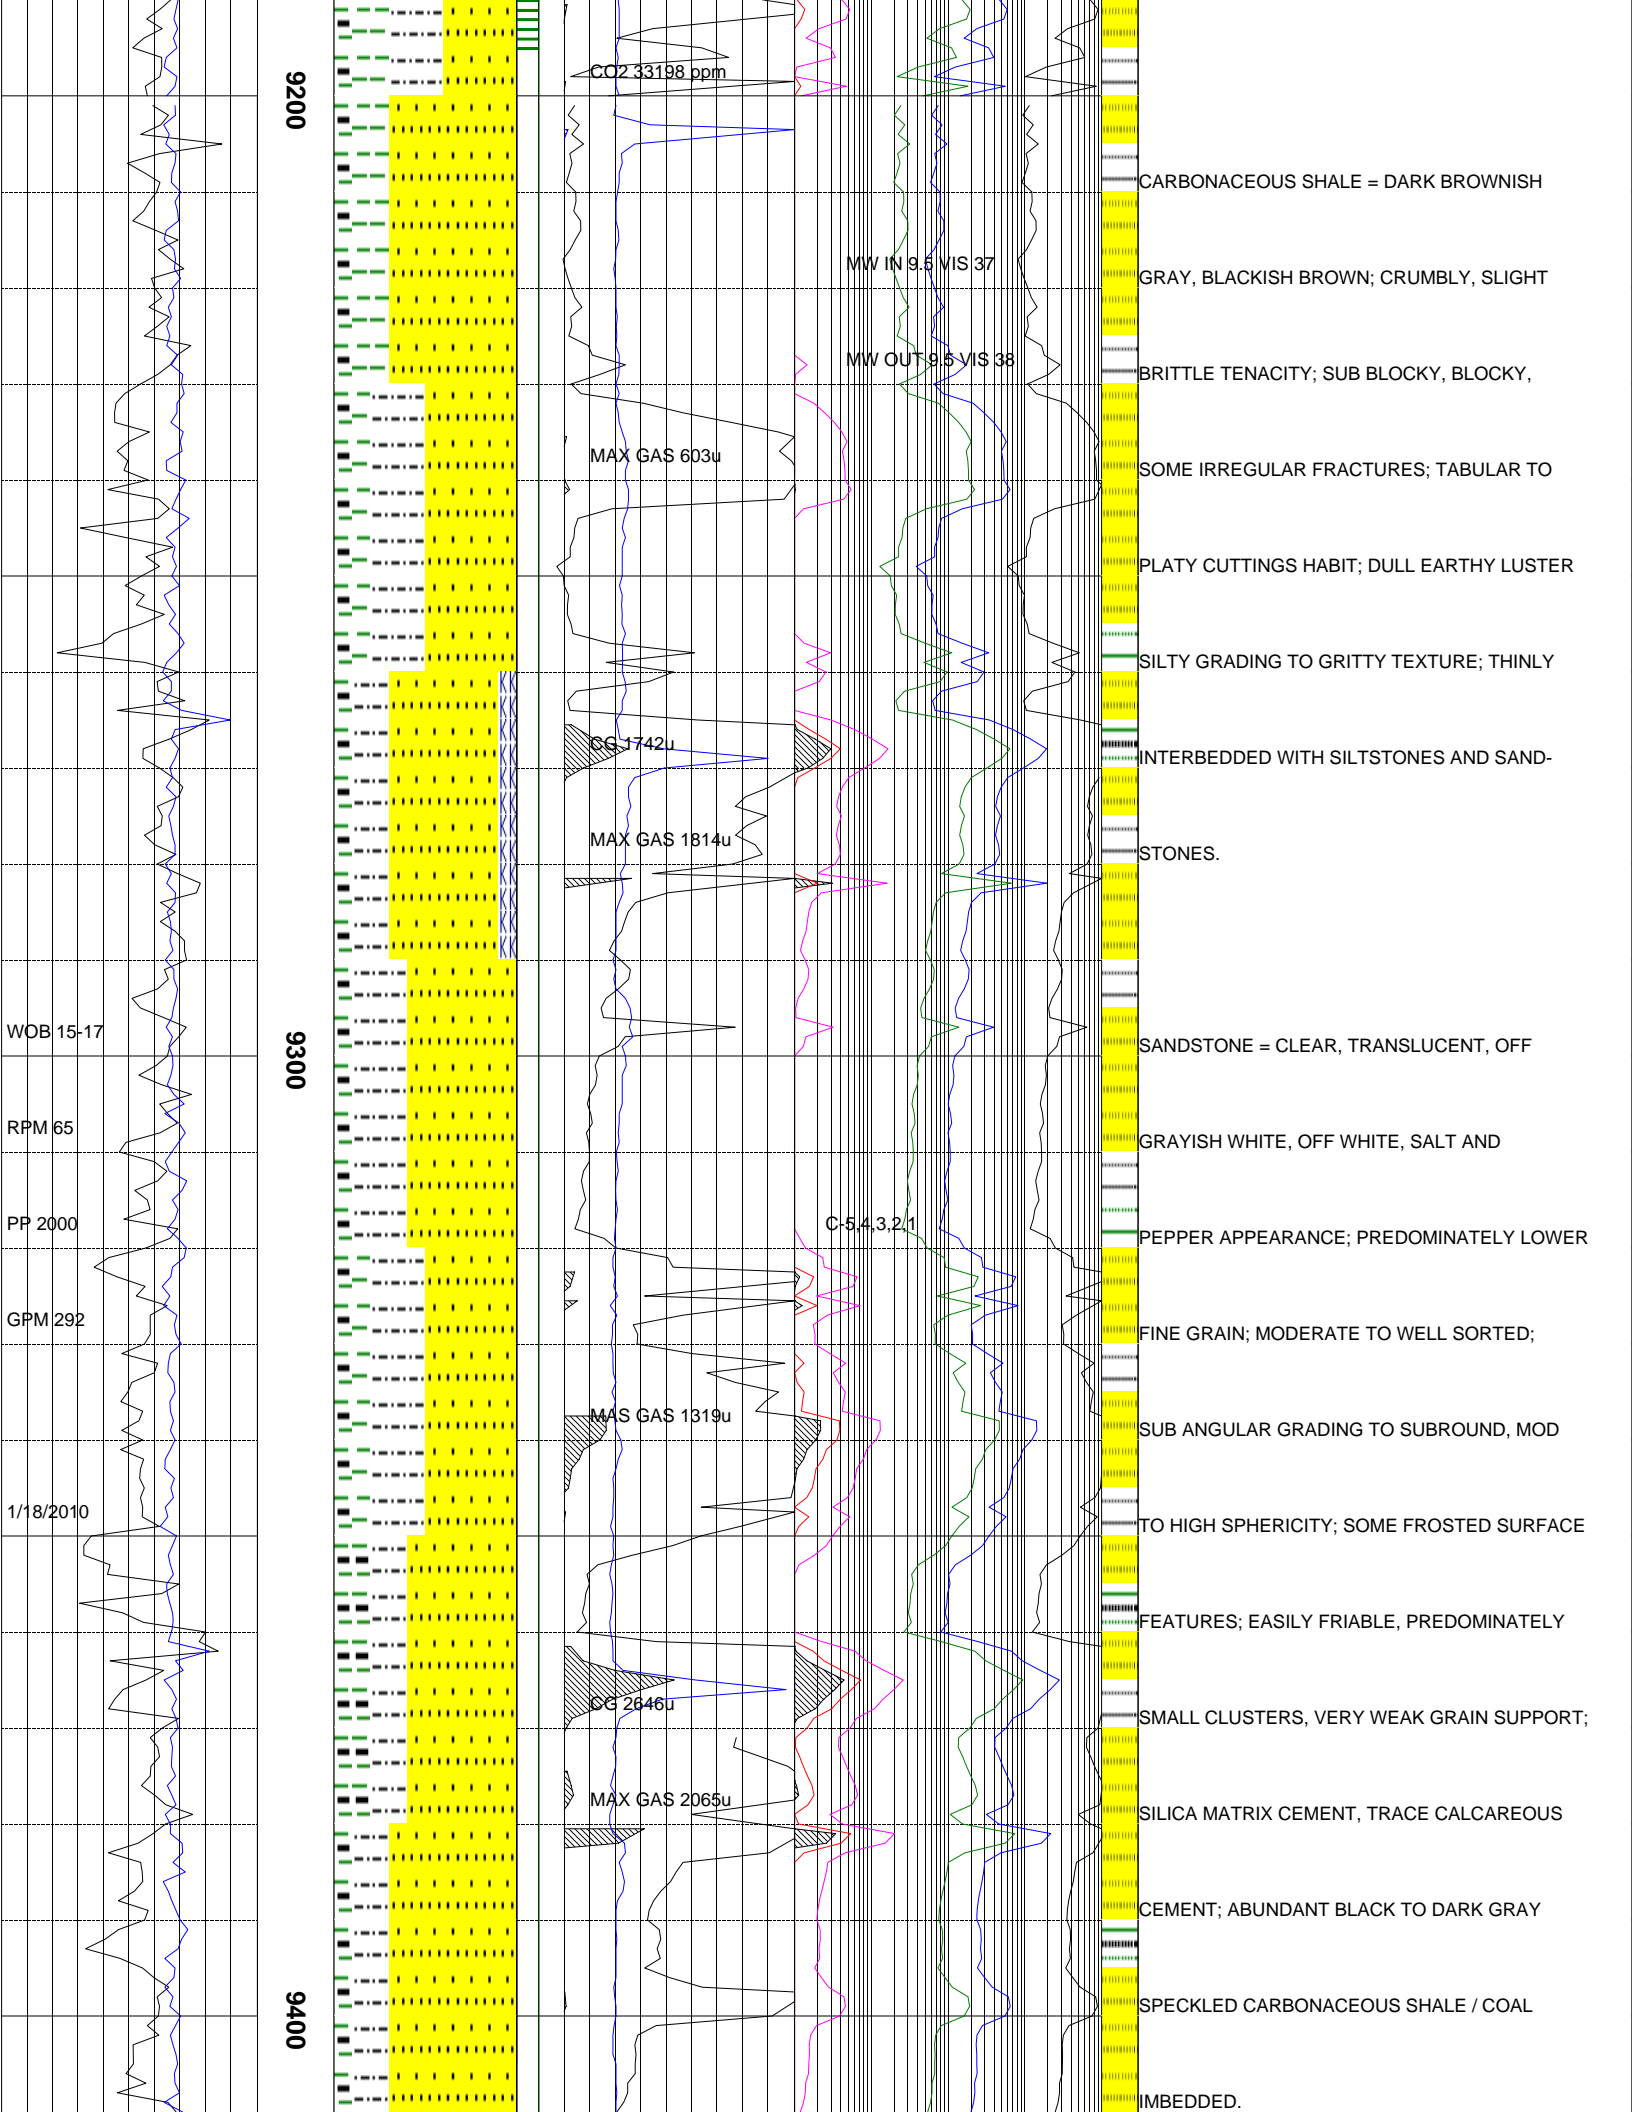 CO2 33198 ppm
9200
CARBONACEOUS SHALE = DARK BROWNISH
MW IN 9.5 VIS 37
GRAY, BLACKISH BROWN; CRUMBLY, SLIGHT
MW OUT 9.5 VIS 38
BRITTLE TENACITY; SUB BLOCKY, BLOCKY,
MAX GAS 603u
SOME IRREGULAR FRACTURES; TABULAR TO
PLATY CUTTINGS HABIT; DULL EARTHY LUSTER
SILTY GRADING TO GRITTY TEXTURE; THINLY
CG 1742u
INTERBEDDED WITH SILTSTONES AND SAND-
MAX GAS 1814u
STONES.
WOB 15-17
9300
SANDSTONE = CLEAR, TRANSLUCENT, OFF
RPM 65
GRAYISH WHITE, OFF WHITE, SALT AND
PP 2000
C-5,4,3,2,1
PEPPER APPEARANCE; PREDOMINATELY LOWER
GPM 292
FINE GRAIN; MODERATE TO WELL SORTED;
MAS GAS 1319u
SUB ANGULAR GRADING TO SUBROUND, MOD
1/18/2010
TO HIGH SPHERICITY; SOME FROSTED SURFACE
FEATURES; EASILY FRIABLE, PREDOMINATELY
CG 2646u
SMALL CLUSTERS, VERY WEAK GRAIN SUPPORT;
MAX GAS 2065u
SILICA MATRIX CEMENT, TRACE CALCAREOUS
CEMENT; ABUNDANT BLACK TO DARK GRAY
9400
SPECKLED CARBONACEOUS SHALE / COAL
IMBEDDED.